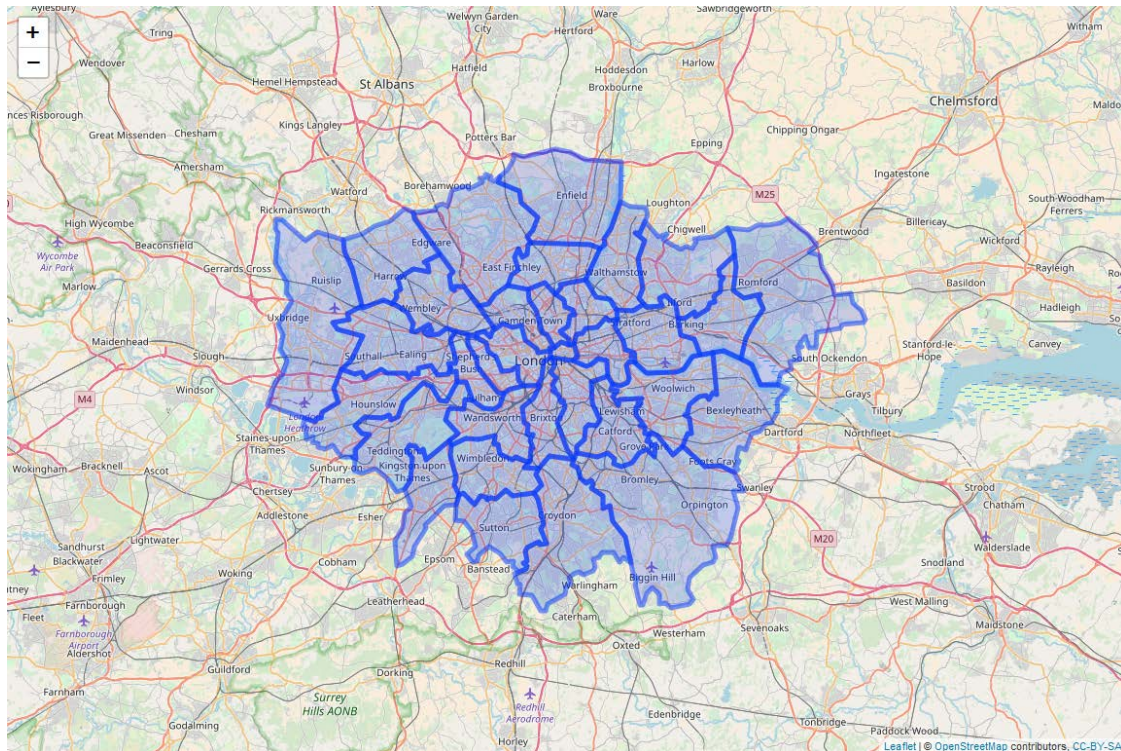 Aylesbury
Tring
Welwyn Garden
City
Ware
Sawbridgeworth
Hertford
Witham
+
−
Wendover
Hemel Hempstead
Hatfield
Hoddesdon
Harlow
St Albans
Broxbourne
Chelmsford
nces Risborough
Great Missenden
Chesham
Kings Langley
Potters Bar
Chipping Ongar
Maldo
Amersham
Epping
Watford
Borehamwood
Enfield
Loughton
M25
Ingatestone
South Woodham
Ferrers
High Wycombe
Rickmansworth
Chigwell
Brentwood
Billericay
Wickford
Wycombe
Air Park
Beaconsfield
Edgware
Gerrards Cross
Ruislip
Harrow
East Finchley
Walthamstow
Romford
Rayleigh
Basildon
Hadleigh
Marlow
Wembley
Ilford
Uxbridge
Camden Town
Stratford
Barking
Maidenhead
Slough
Southall
Ealing
Shepherd's
Bush
London
South Ockendon
Stanford-le-
Hope
Canvey
Windsor
M4
London
Heathrow
Hounslow
Fulham
Wandsworth
Brixton
Lewisham
Woolwich
Bexleyheath
Grays
Tilbury
Staines-upon
Thames
Catford
Dartford
Northfleet
Wokingham
Bracknell
Ascot
Sunbury-on
Thames
Teddington
Kingston upon
Thames
Wimbledon
Grove Park
Foots Cray
Chertsey
Bromley
Swanley
Strood
Addlestone
Esher
Sutton
Croydon
Orpington
Chatham
Sandhurst
Lightwater
Blackwater
Frimley
Woking
Cobham
Epsom
Banstead
Biggin Hill
M20
Walderslade
Snodland
Warlingham
Leatherhead
Caterham
Farnborough
Fleet
Farnborough
Airport
Aldershot
Guildford
Dorking
Redhill
Oxted
Westerham
Sevenoaks
West Malling
Maidstone
Farnham
Surrey
Hills AONB
Redhill
Aerodrome
Godalming
Horley
Edenbridge
Tonbridge
Paddock Wood
Leaflet | © OpenStreetMap contributors, CC-BY-SA